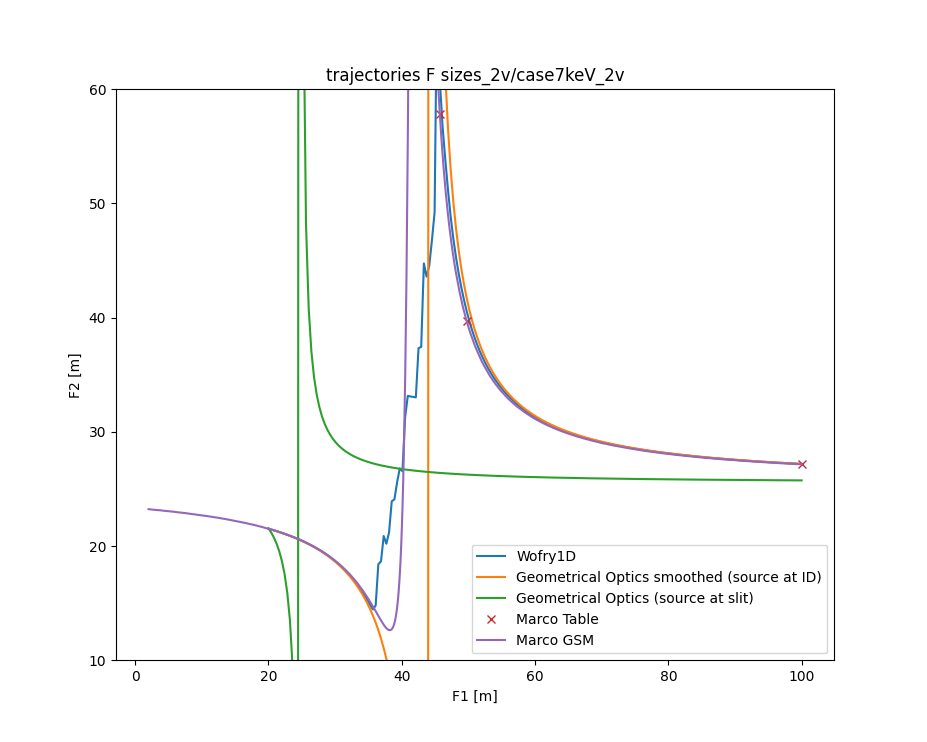 trajectories F sizes_2v/case7keV_2v
60
50
40
30
20
10
F2 [m]
0
20
40
60
80
100
F1 [m]
Wofry1D
Geometrical Optics smoothed (source at ID)
Geometrical Optics (source at slit)
Marco Table
Marco GSM